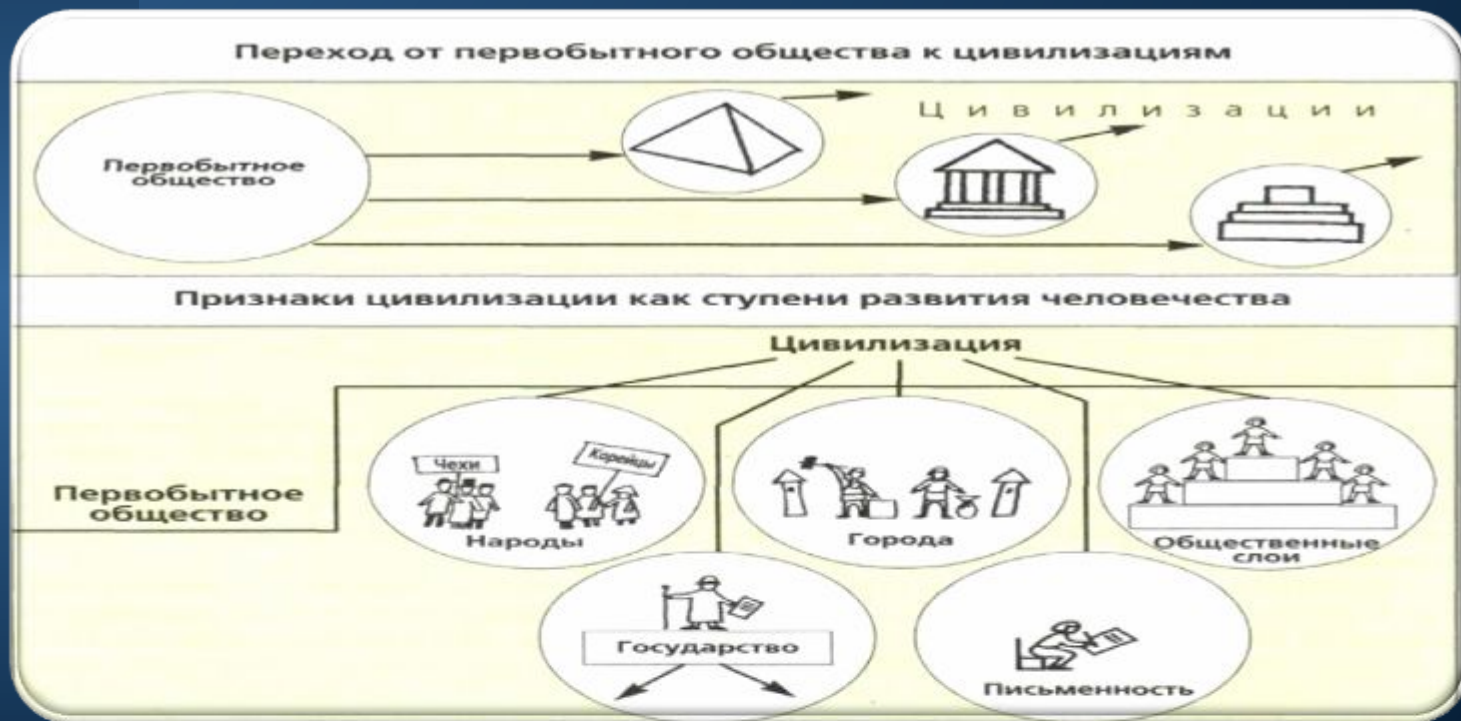 Переход от первобытного общества к цивилизациям
Цивилизации
Первобытное
общество
Признаки цивилизации как ступени развития человечества
Цивилизация
Первобытное
общество
Чехи
Корейцы
Народы
Города
Общественные
слои
Государство
Письменность